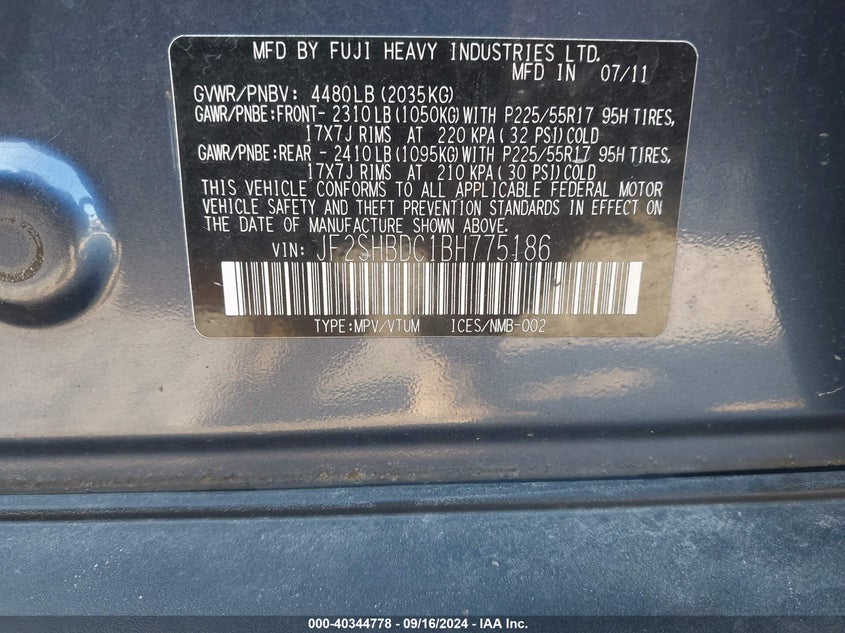 MFD BY FUJI HEAVY INDUSTRIES LTD.
MFD IN 07/11
GVWR/PNBV: 4480LB(2035KG)
GAWR/PNBE:FRONT- 2310LB(1050KG)WITH P225/55R17 95H TIRES,
17X7J RIMS AT 220 KPA(32 PSI)COLD
GAWR/PNBE:REAR - 2410LB(1095KG)WITH P225/55R17 95H TIRES,
17X7J RIMS AT 210 KPA(30 PSI)COLD
THIS VEHICLE CONFORMS TO ALL APPLICABLE FEDERAL MOTOR
VEHICLE SAFETY AND THEFT PREVENTION STANDARDS IN EFFECT ON
THE DATE OF MANUFACTURE SHOWN ABOVE.
VIN: JF2SHBDC1BH775186
TYPE:MPV/VTUM ICES/NMB-002
000-40344778 - 09/16/2024 - IAA Inc.